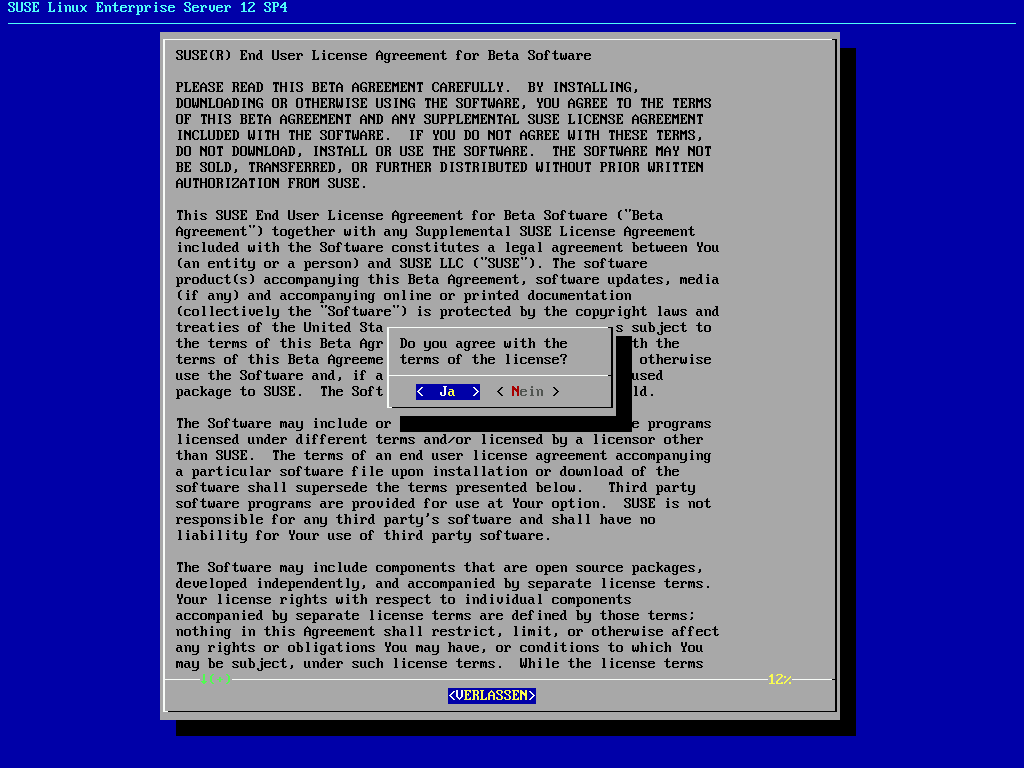 SUSE Linux Enterprise Server 12 SP4
SUSE(R) End User License Agreement for Beta Software
PLEASE READ THIS BETA AGREEMENT CAREFULLY.  BY INSTALLING,
DOWNLOADING OR OTHERWISE USING THE SOFTWARE, YOU AGREE TO THE TERMS
OF THIS BETA AGREEMENT AND ANY SUPPLEMENTAL SUSE LICENSE AGREEMENT
INCLUDED WITH THE SOFTWARE.  IF YOU DO NOT AGREE WITH THESE TERMS,
DO NOT DOWNLOAD, INSTALL OR USE THE SOFTWARE.  THE SOFTWARE MAY NOT
BE SOLD, TRANSFERRED, OR FURTHER DISTRIBUTED WITHOUT PRIOR WRITTEN
AUTHORIZATION FROM SUSE.
This SUSE End User License Agreement for Beta Software ("Beta
Agreement") together with any Supplemental SUSE License Agreement
included with the Software constitutes a legal agreement between You
(an entity or a person) and SUSE LLC ("SUSE"). The software
product(s) accompanying this Beta Agreement, software updates, media
(if any) and accompanying online or printed documentation
(collectively the "Software") is protected by the copyright laws and
treaties of the United Sta s subject to
the terms of this Beta Agr th the
terms of this Beta Agreeme otherwise
use the Software and, if a used
package to SUSE.  The Soft ld.
Do you agree with the
terms of the license?
< Ja > < Nein >
The Software may include or e programs
licensed under different terms and/or licensed by a licensor other
than SUSE.  The terms of an end user license agreement accompanying
a particular software file upon installation or download of the
software shall supersede the terms presented below.   Third party
software programs are provided for use at Your option.  SUSE is not
responsible for any third party's software and shall have no
liability for Your use of third party software.
The Software may include components that are open source packages,
developed independently, and accompanied by separate license terms.
Your license rights with respect to individual components
accompanied by separate license terms are defined by those terms;
nothing in this Agreement shall restrict, limit, or otherwise affect
any rights or obligations You may have, or conditions to which You
may be subject, under such license terms.  While the license terms
↓(+) 12%
<VERLASSEN>